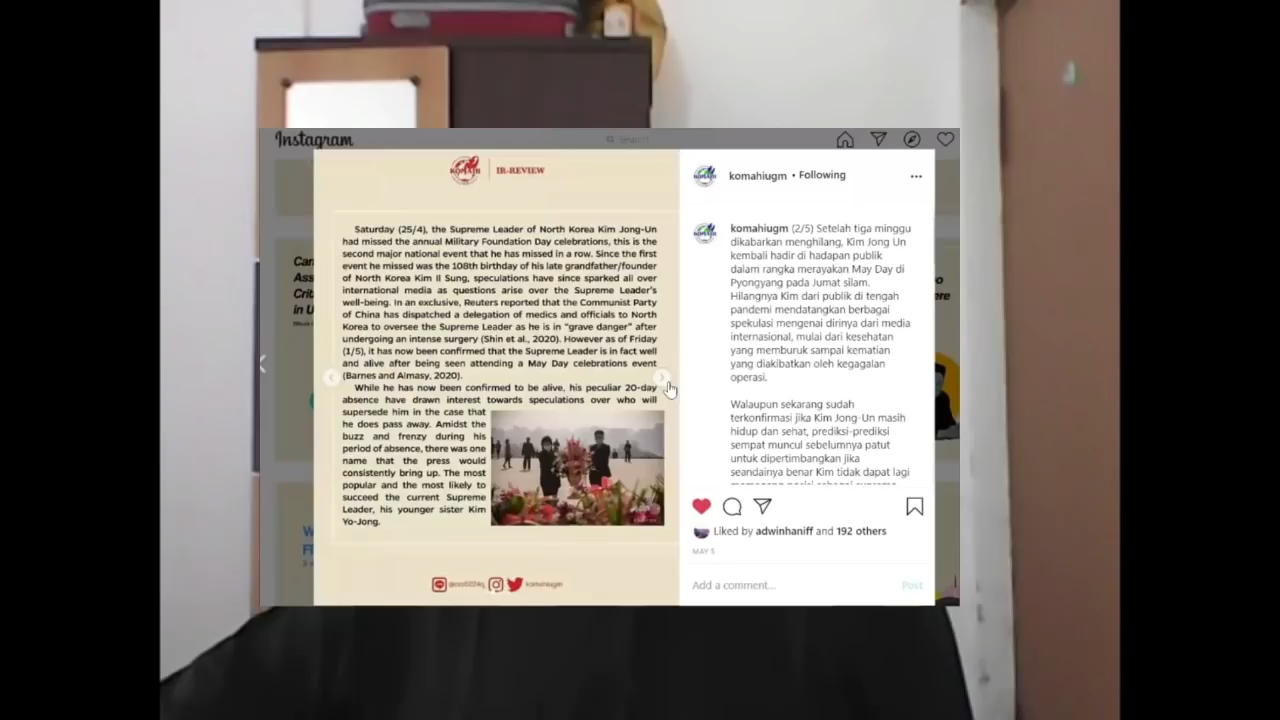 Instagram
Search
KOMAHI
IR-REVIEW
Saturday (25/4), the Supreme Leader of North Korea Kim Jong-Un
had missed the annual Military Foundation Day celebrations, this is the
second major national event that he has missed in a row. Since the first
event he missed was the 108th birthday of his late grandfather/founder
of North Korea Kim Il Sung, speculations have since sparked all over
international media as questions arise over the Supreme Leader's
well-being. In an exclusive, Reuters reported that the Communist Party
of China has dispatched a delegation of medics and officials to North
Korea to oversee the Supreme Leader as he is in "grave danger" after
undergoing an intense surgery (Shin et al., 2020). However as of Friday
(1/5), it has now been confirmed that the Supreme Leader is in fact well
and alive after being seen attending a May Day celebrations event
(Barnes and Almasy, 2020).
While he has now been confirmed to be alive, his peculiar 20-day
absence have drawn interest towards speculations over who will
supersede him in the case that
he does pass away. Amidst the
buzz and frenzy during his
period of absence, there was one
name that the press would
consistently bring up. The most
popular and the most likely to
succeed the current Supreme
Leader, his younger sister Kim
Yo-Jong.
komahiugm
komahiugm • Following
komahiugm (2/5) Setelah tiga minggu
dikabarkan menghilang, Kim Jong Un
kembali hadir di hadapan publik
dalam rangka merayakan May Day di
Pyongyang pada Jumat silam.
Hilangnya Kim dari publik di tengah
pandemi mendatangkan berbagai
spekulasi mengenai dirinya dari media
internasional, mulai dari kesehatan
yang memburuk sampai kematian
yang diakibatkan oleh kegagalan
operasi.
Walaupun sekarang sudah
terkonfirmasi jika Kim Jong-Un masih
hidup dan sehat, prediksi-prediksi
sempat muncul sebelumnya patut
untuk dipertimbangkan jika
seandainya benar Kim tidak dapat lagi
Liked by adwinhaniff and 192 others
MAY 5
Add a comment...
Post